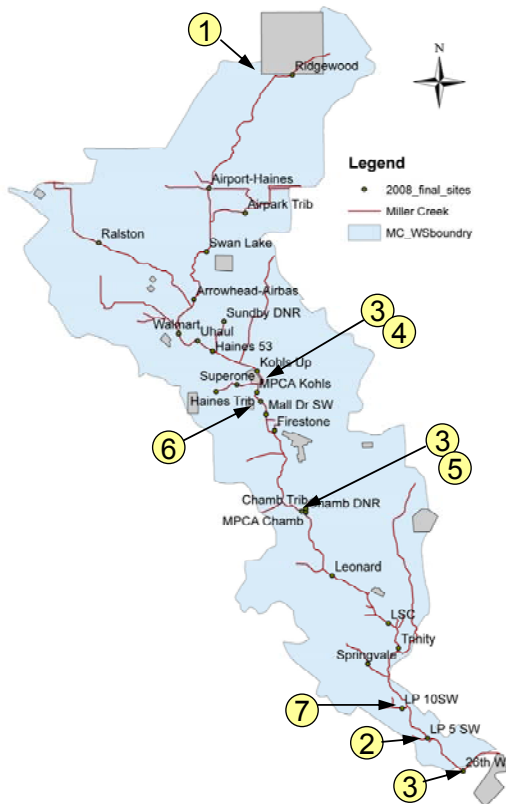 1
N
Ridgewood
Legend
2008_final_sites
Miller Creek
MC_WSboundry
Airport-Haines
Airpark Trib
Ralston
Swan Lake
Arrowhead-Airbas
Sundby DNR
3
4
Walmart
Uhaul
Haines 53
Kohls Up
Superone
MPCA Kohls
Haines Trib
Mall Dr SW
6
Firestone
3
5
Chamb Trib
Chamb DNR
MPCA Chamb
Leonard
LSC
Trinity
Springvale
7
LP 10SW
2
LP 5 SW
26th W
3